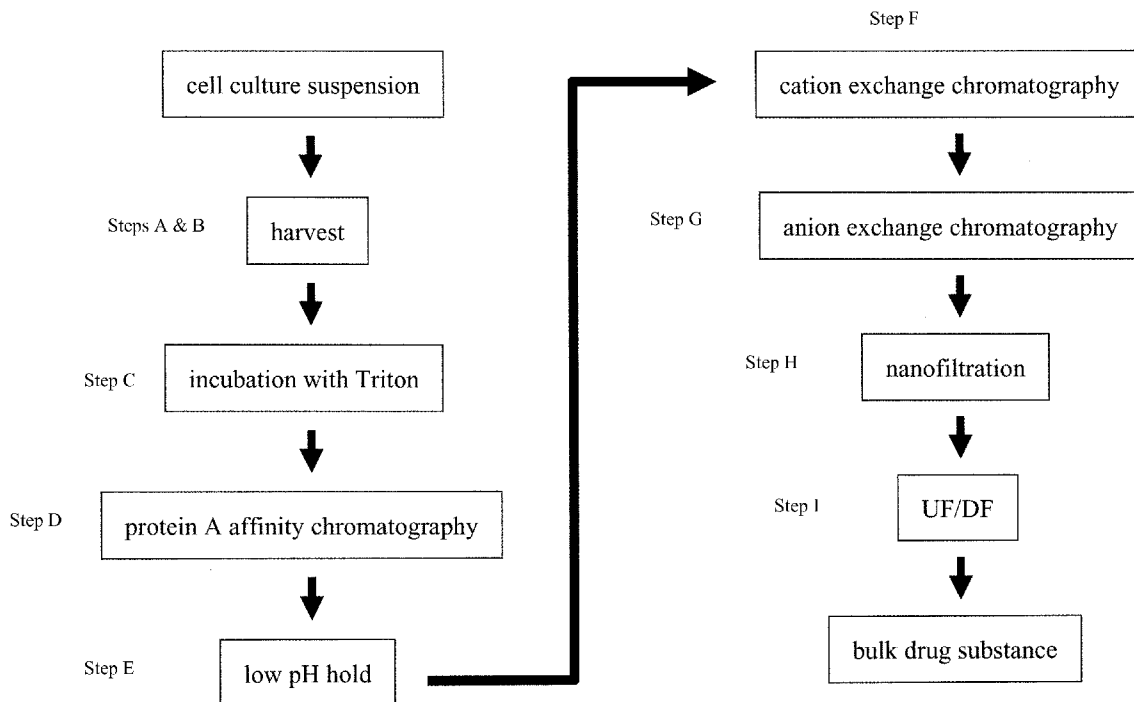 cell culture suspension
Steps A & B
harvest
Step C
incubation with Triton
Step D
protein A affinity chromatography
Step E
low pH hold
Step F
cation exchange chromatography
Step G
anion exchange chromatography
Step H
nanofiltration
Step I
UF/DF
bulk drug substance